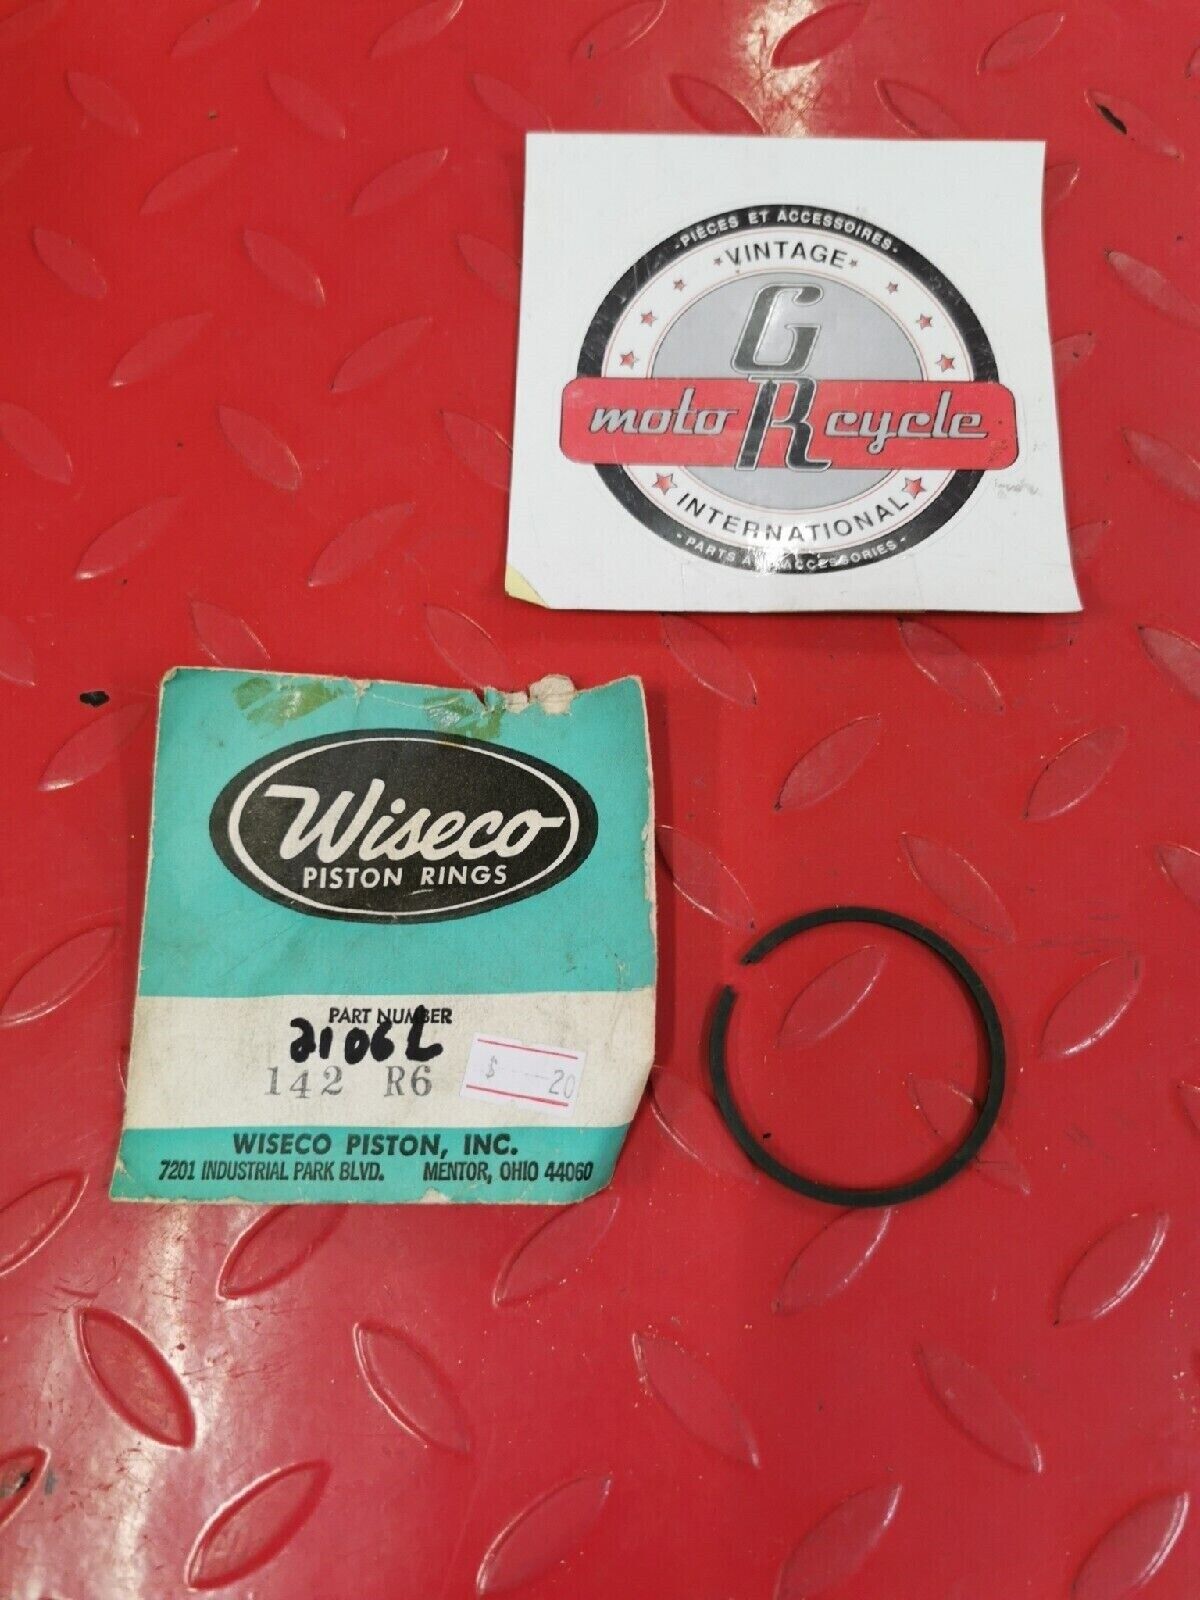 ·PIÈCES ET ACCESSOIRES·
VINTAGE
G
moto R cycle
INTERNATIONAL
·PARTS AND ACCESSORIES·
Wiseco
PISTON RINGS
PART NUMBER
2106L
142 R6
$ ---20
WISECO PISTON, INC.
7201 INDUSTRIAL PARK BLVD. MENTOR, OHIO 44060